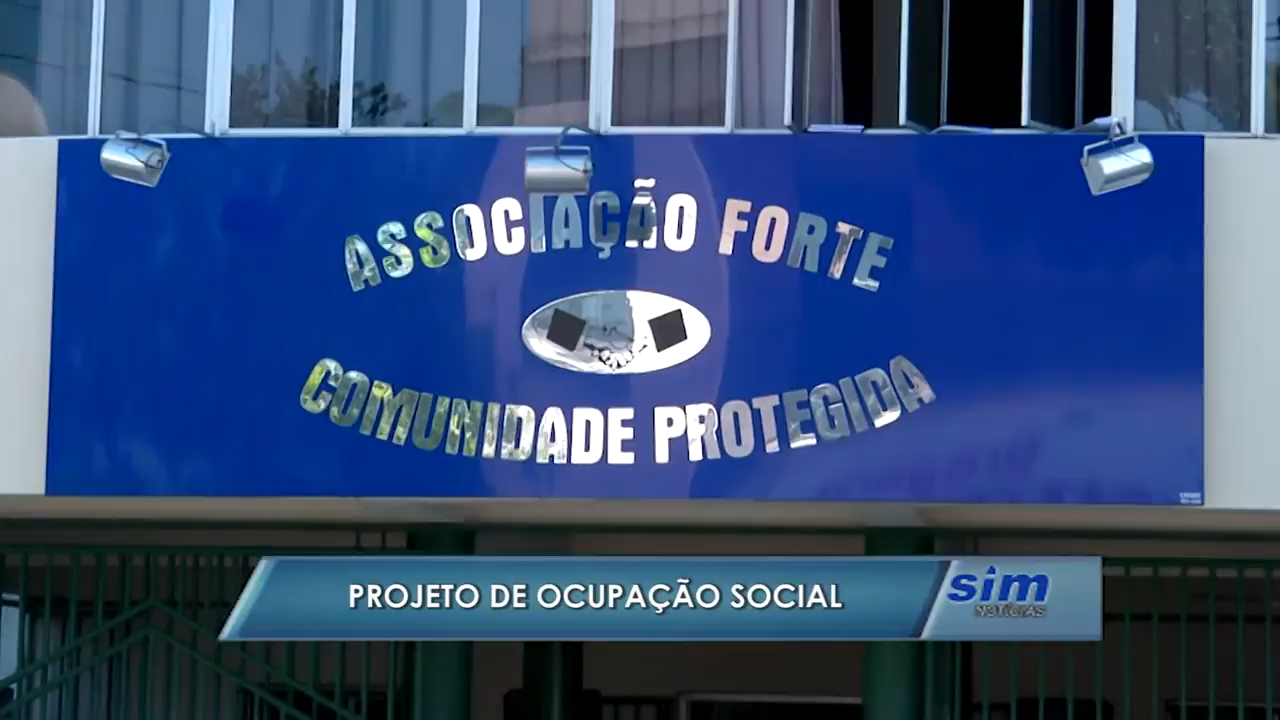 ASSOCIAÇÃO FORTE
COMUNIDADE PROTEGIDA
PROJETO DE OCUPAÇÃO SOCIAL
sim
NOTÍCIAS